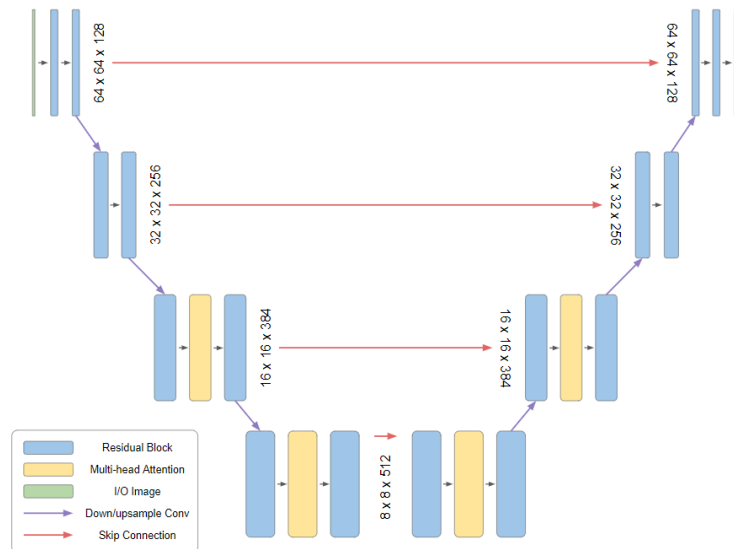 64 x 64 x 128
64 x 64 x 128
32 x 32 x 256
32 x 32 x 256
16 x 16 x 384
16 x 16 x 384
8 x 8 x 512
Residual Block
Multi-head Attention
I/O Image
Down/upsample Conv
Skip Connection